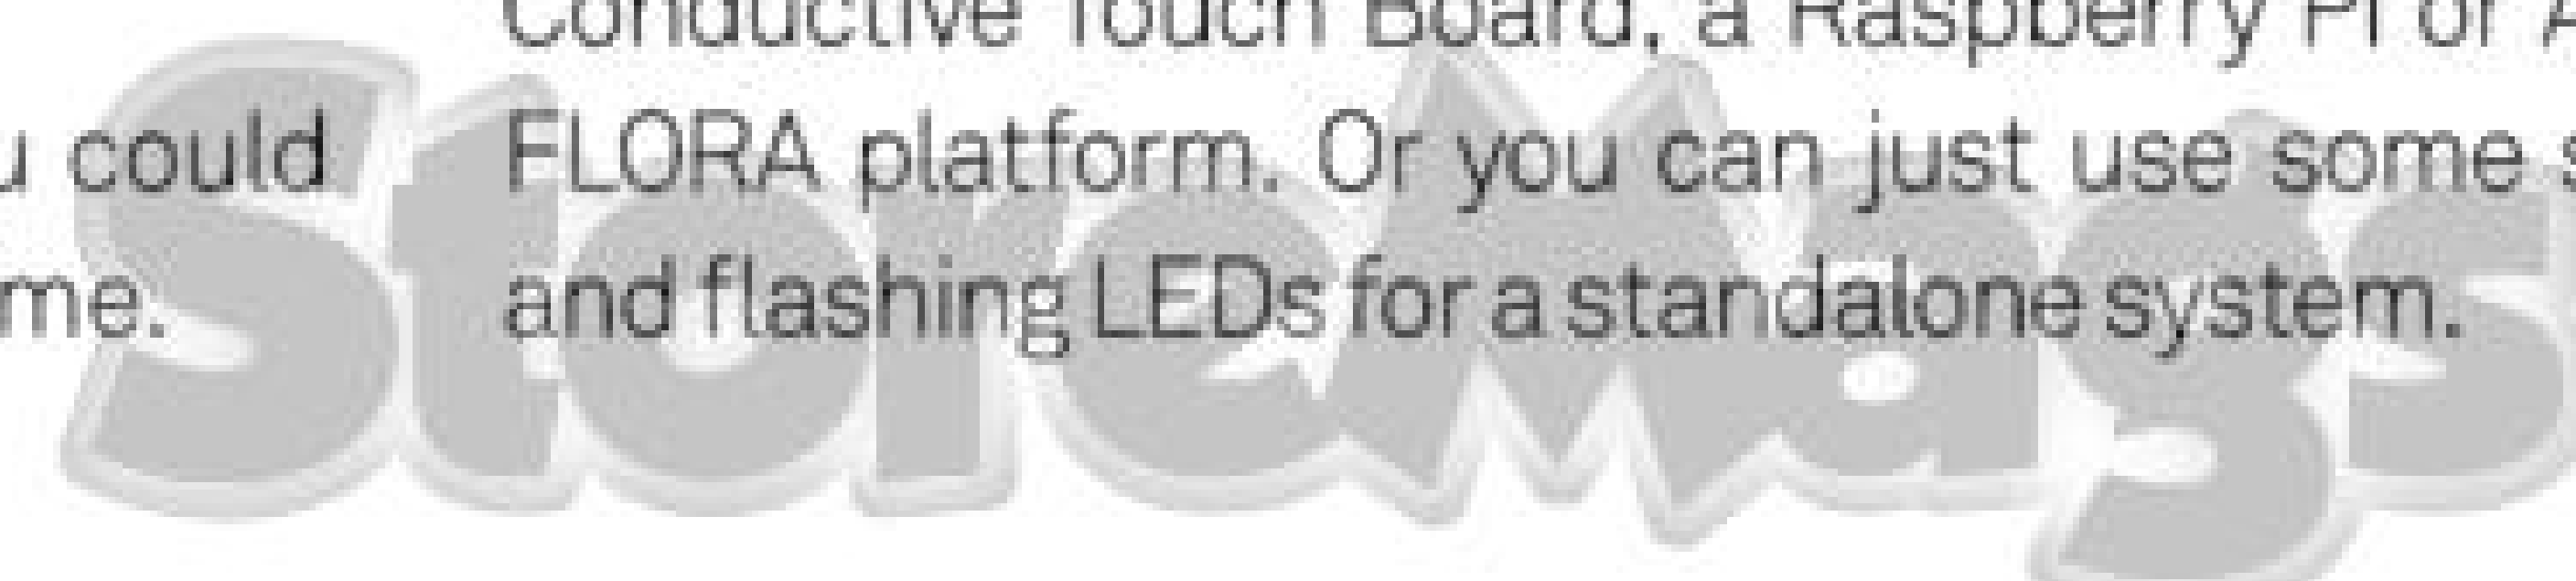 Conductive Touch Board, a Raspberry Pi or
u could FLORA platform. Or you can just use some
me. and flashing LEDs for a standalone system.
StoreMags